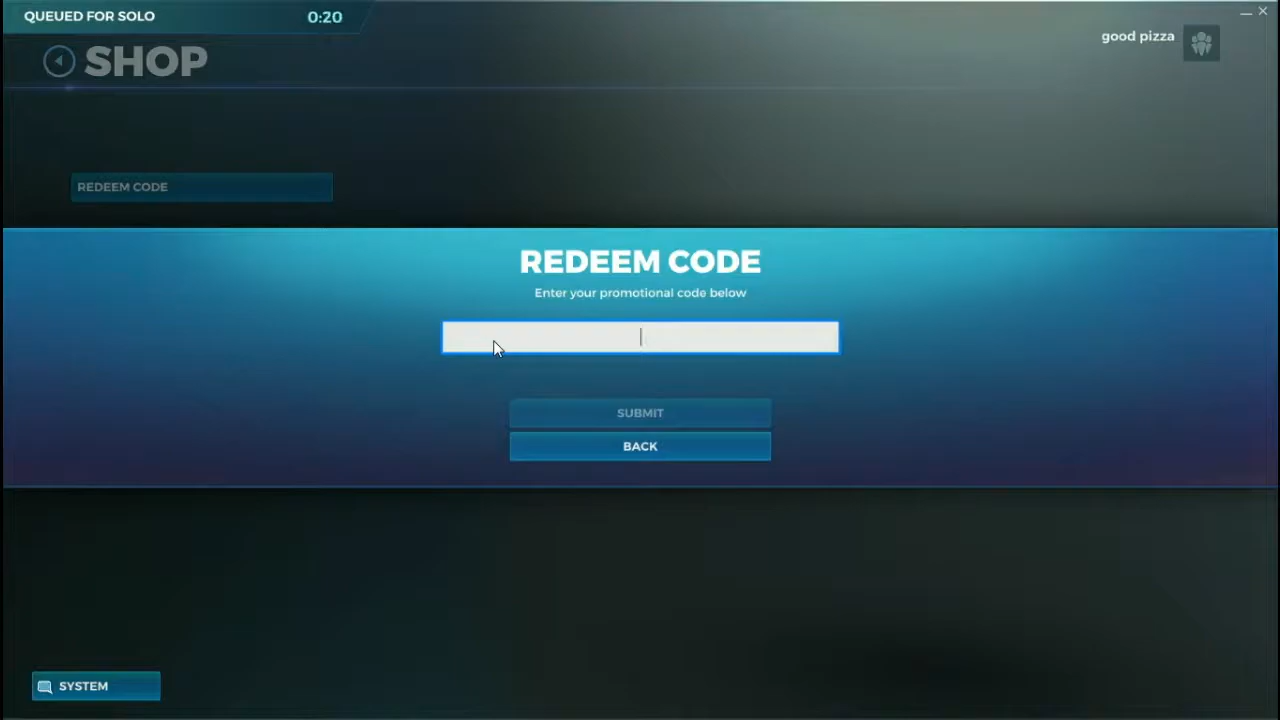 QUEUED FOR SOLO 0:20
good pizza
SHOP
REDEEM CODE
REDEEM CODE
Enter your promotional code below
SUBMIT
BACK
SYSTEM